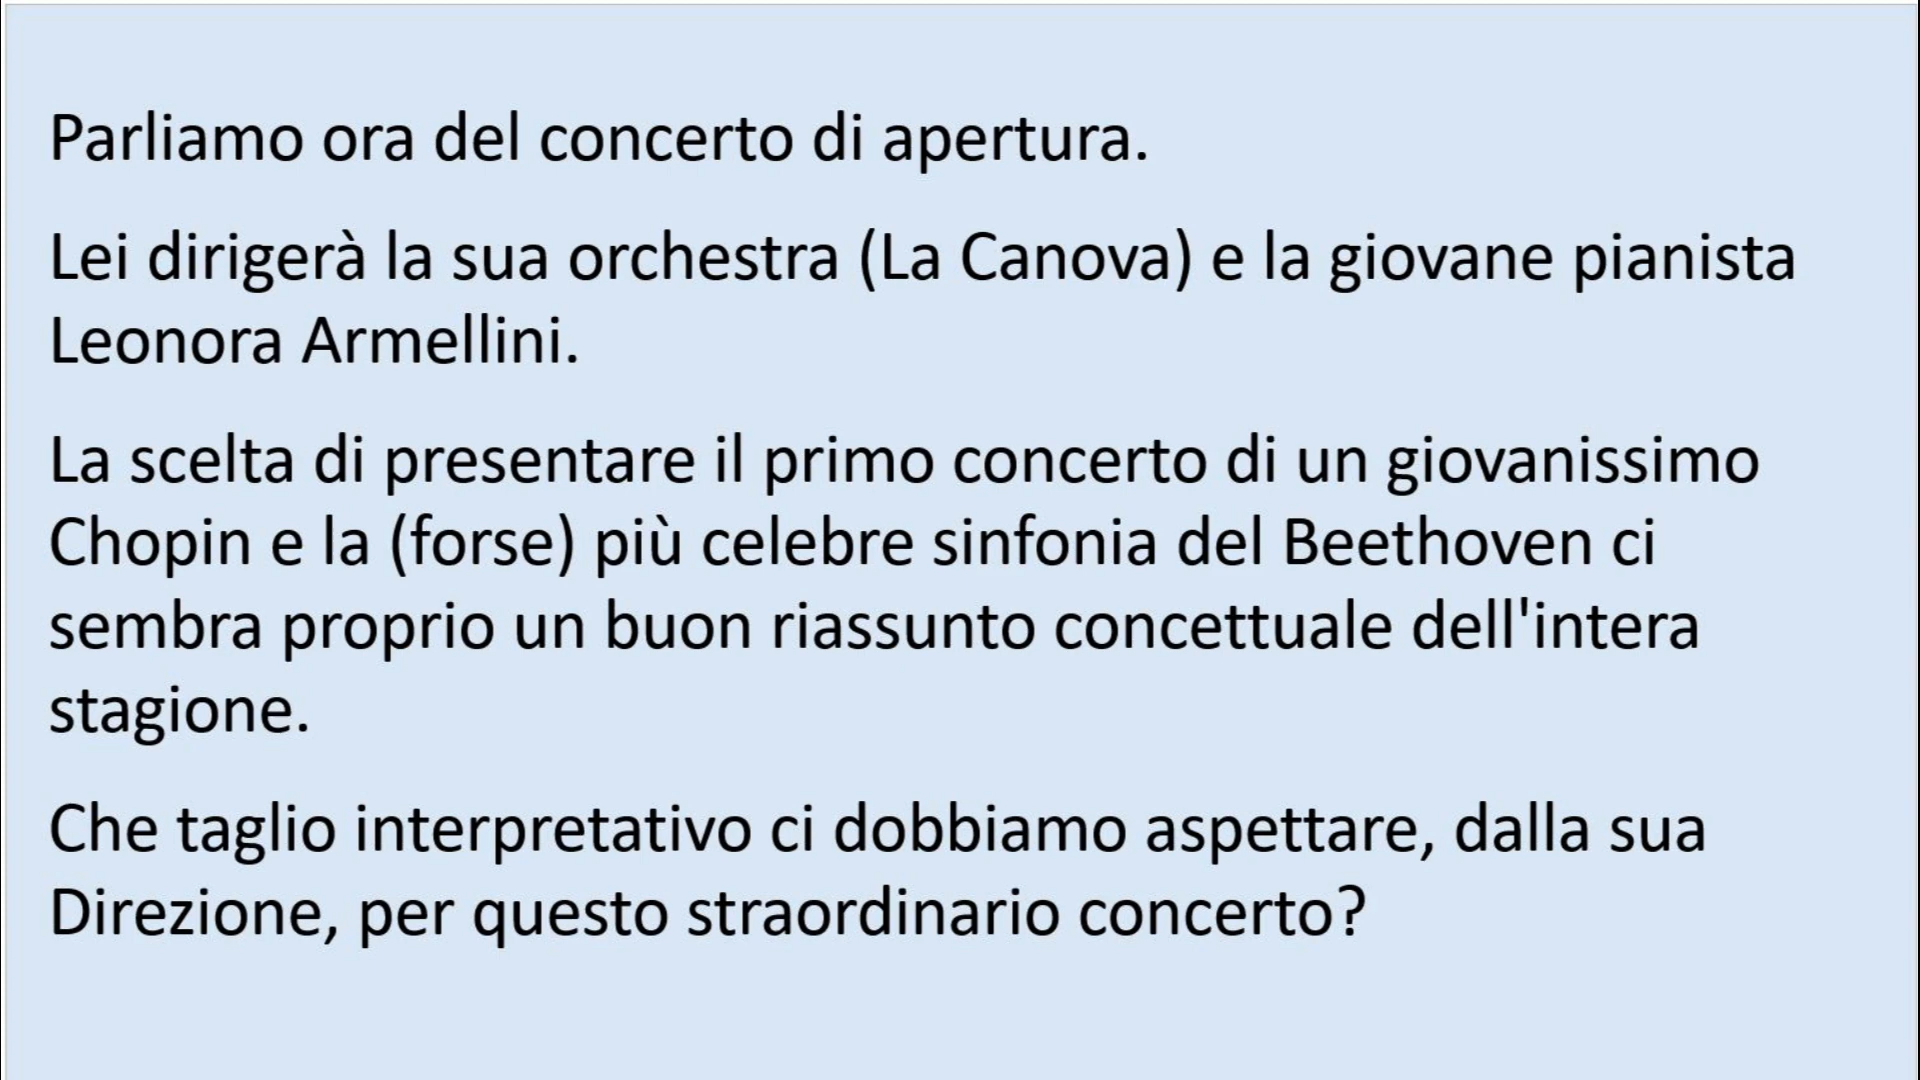 Parliamo ora del concerto di apertura.
Lei dirigerà la sua orchestra (La Canova) e la giovane pianista
Leonora Armellini.
La scelta di presentare il primo concerto di un giovanissimo
Chopin e la (forse) più celebre sinfonia del Beethoven ci
sembra proprio un buon riassunto concettuale dell'intera
stagione.
Che taglio interpretativo ci dobbiamo aspettare, dalla sua
Direzione, per questo straordinario concerto?